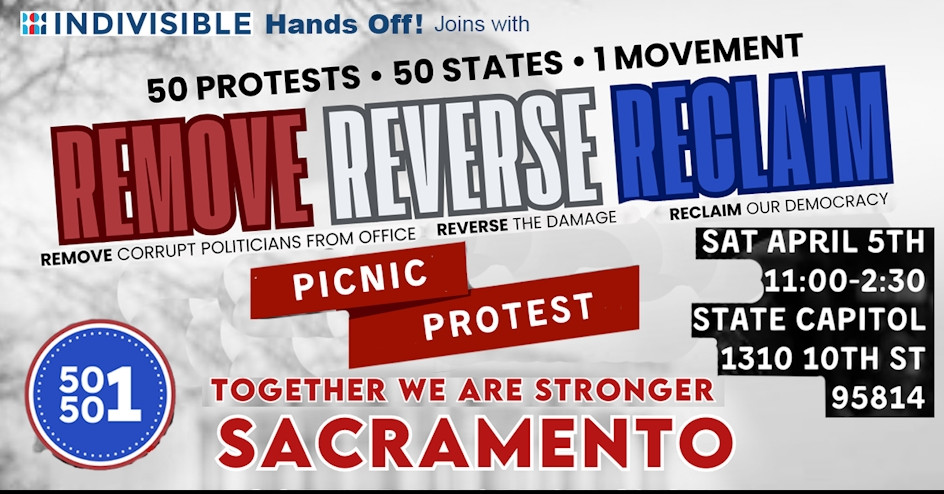 INDIVISIBLE Hands Off! Joins with
50 PROTESTS • 50 STATES • 1 MOVEMENT
REMOVE REVERSE RECLAIM
REMOVE CORRUPT POLITICIANS FROM OFFICE
REVERSE THE DAMAGE
RECLAIM OUR DEMOCRACY
PICNIC
PROTEST
SAT APRIL 5TH
11:00-2:30
STATE CAPITOL
1310 10TH ST
95814
50
50
1
TOGETHER WE ARE STRONGER
SACRAMENTO